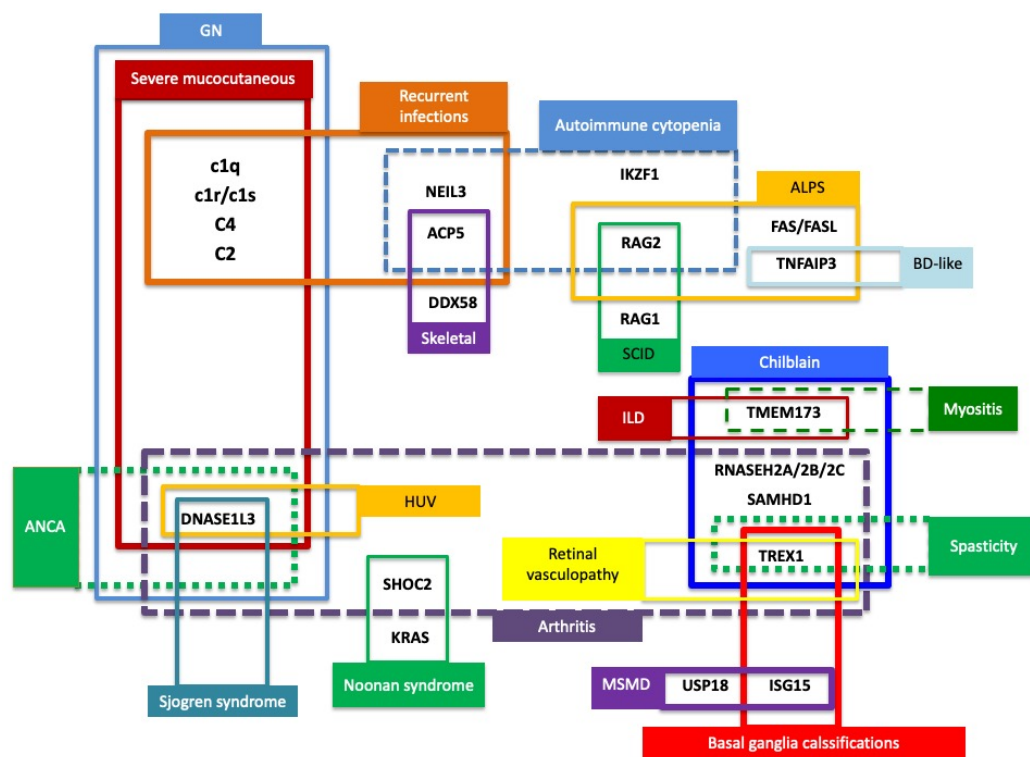 GN
Severe mucocutaneous
Recurrent
infections
Autoimmune cytopenia
c1q
c1r/c1s
C4
C2
NEIL3
ACP5
DDX58
Skeletal
IKZF1
ALPS
FAS/FASL
RAG2
TNFAIP3
BD-like
RAG1
SCID
Chilblain
ILD
TMEM173
Myositis
RNASEH2A/2B/2C
SAMHD1
ANCA
DNASE1L3
HUV
Retinal
vasculopathy
TREX1
Spasticity
SHOC2
KRAS
Arthritis
Sjogren syndrome
Noonan syndrome
MSMD
USP18
ISG15
Basal ganglia calssifications